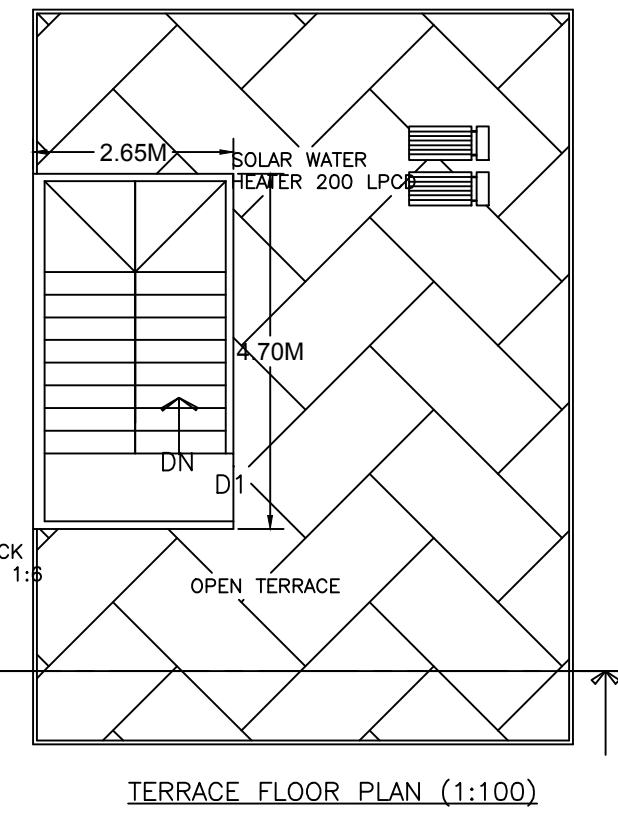 2.65M
SOLAR WATER
HEATER 200 LPCD
4.70M
DN
D1
CK
1:6
OPEN TERRACE
TERRACE FLOOR PLAN (1:100)